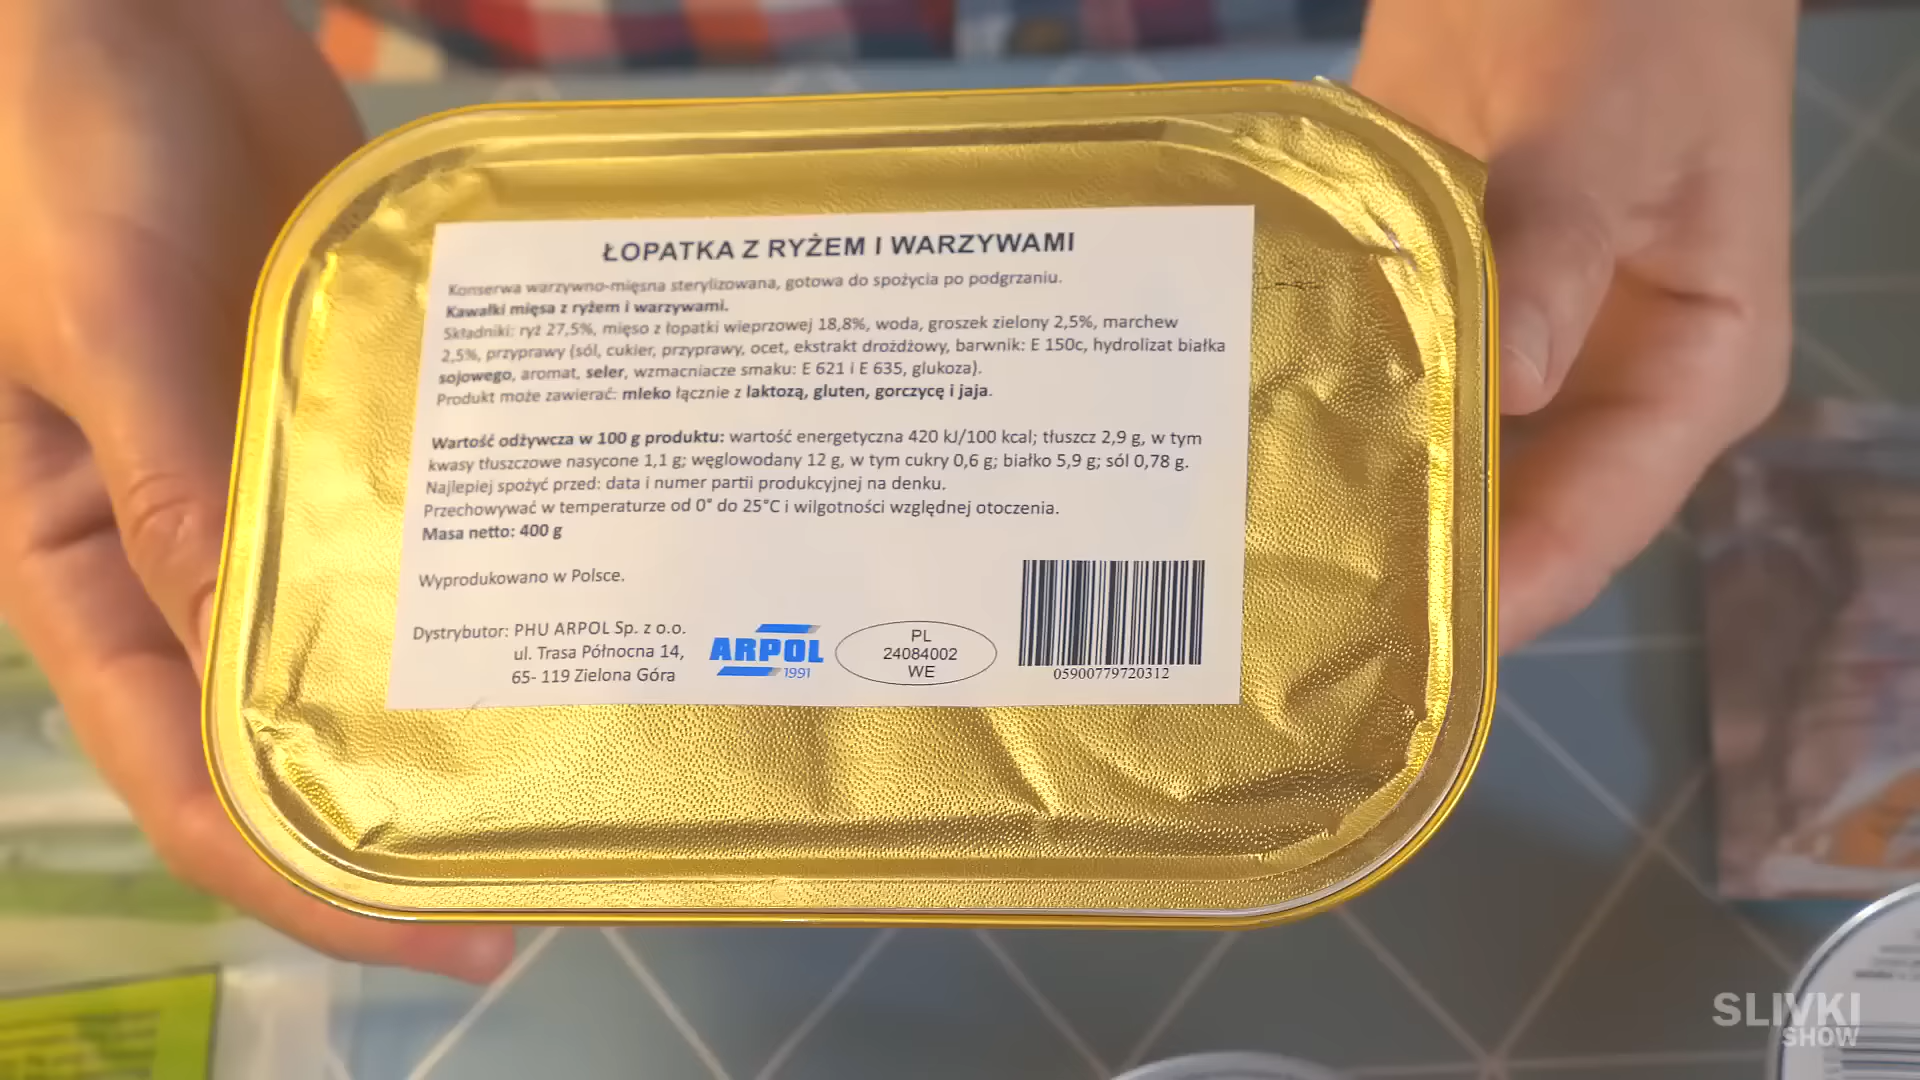 ŁOPATKA Z RYŻEM I WARZYWAMI
Konserwa warzywno-mięsna sterylizowana, gotowa do spożycia po podgrzaniu.
Kawałki mięsa z ryżem i warzywami.
Składniki: ryż 27,5%, mięso z łopatki wieprzowej 18,8%, woda, groszek zielony 2,5%, marchew
2,5%, przyprawy (sól, cukier, przyprawy, ocet, ekstrakt drożdżowy, barwnik: E 150c, hydrolizat białka
sojowego, aromat, seler, wzmacniacze smaku: E 621 i E 635, glukoza).
Produkt może zawierać: mleko łącznie z laktozą, gluten, gorczycę i jaja.
Wartość odżywcza w 100 g produktu: wartość energetyczna 420 kJ/100 kcal; tłuszcz 2,9 g, w tym
kwasy tłuszczowe nasycone 1,1 g; węglowodany 12 g, w tym cukry 0,6 g; białko 5,9 g; sól 0,78 g.
Najlepiej spożyć przed: data i numer partii produkcyjnej na denku.
Przechowywać w temperaturze od 0° do 25°C i wilgotności względnej otoczenia.
Masa netto: 400 g
Wyprodukowano w Polsce.
Dystrybutor: PHU ARPOL Sp. z o.o.
ul. Trasa Północna 14,
65- 119 Zielona Góra
ARPOL
1991
PL
24084002
WE
05900779720312
SLIVKI
SHOW